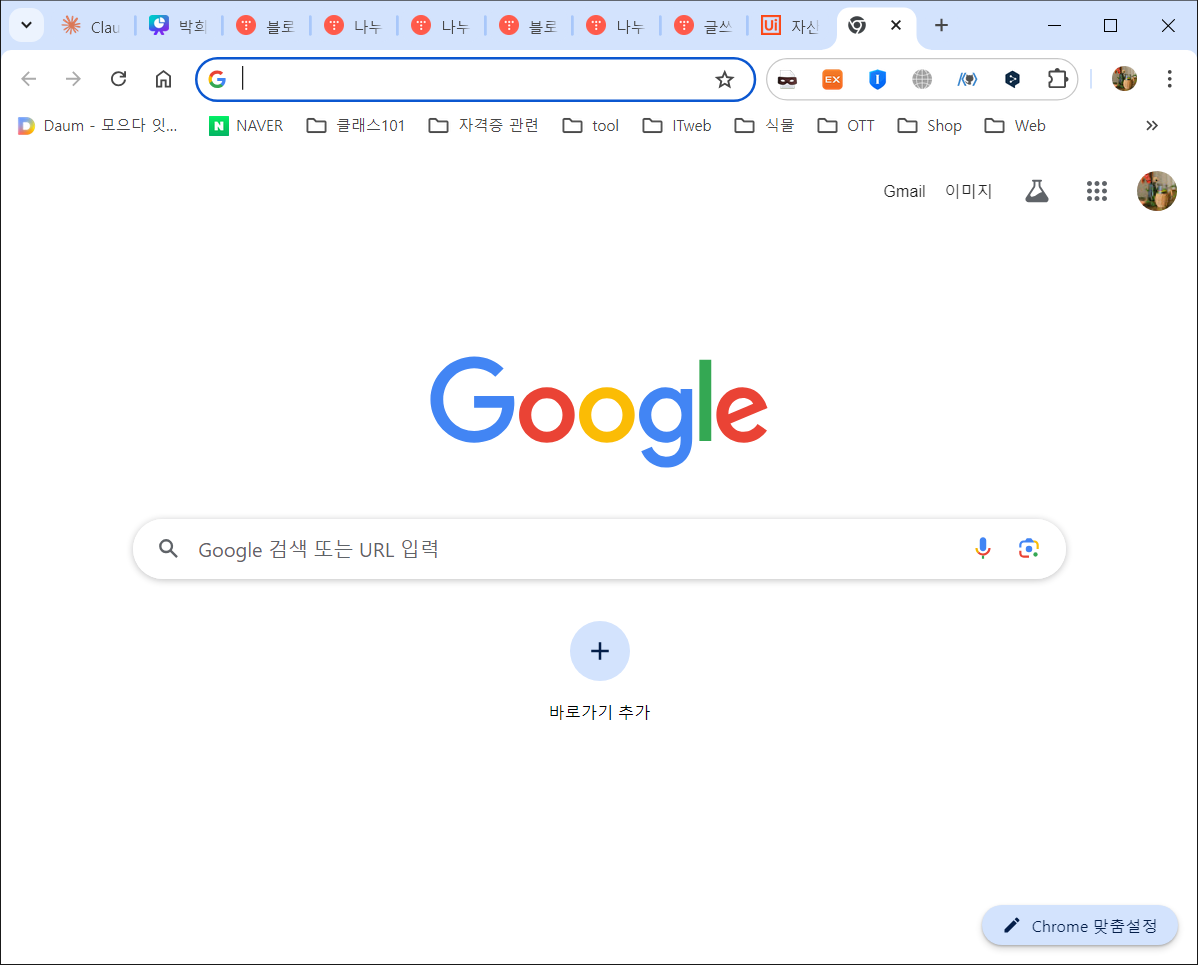 Clau 박희 블로 나누 나누 블로 나누 글쓰 Ui 자신
EX
Daum - 모으다 잇... N NAVER 클래스101 자격증 관련 tool ITweb 식물 OTT Shop Web
Gmail 이미지
Google
Google 검색 또는 URL 입력
바로가기 추가
Chrome 맞춤설정